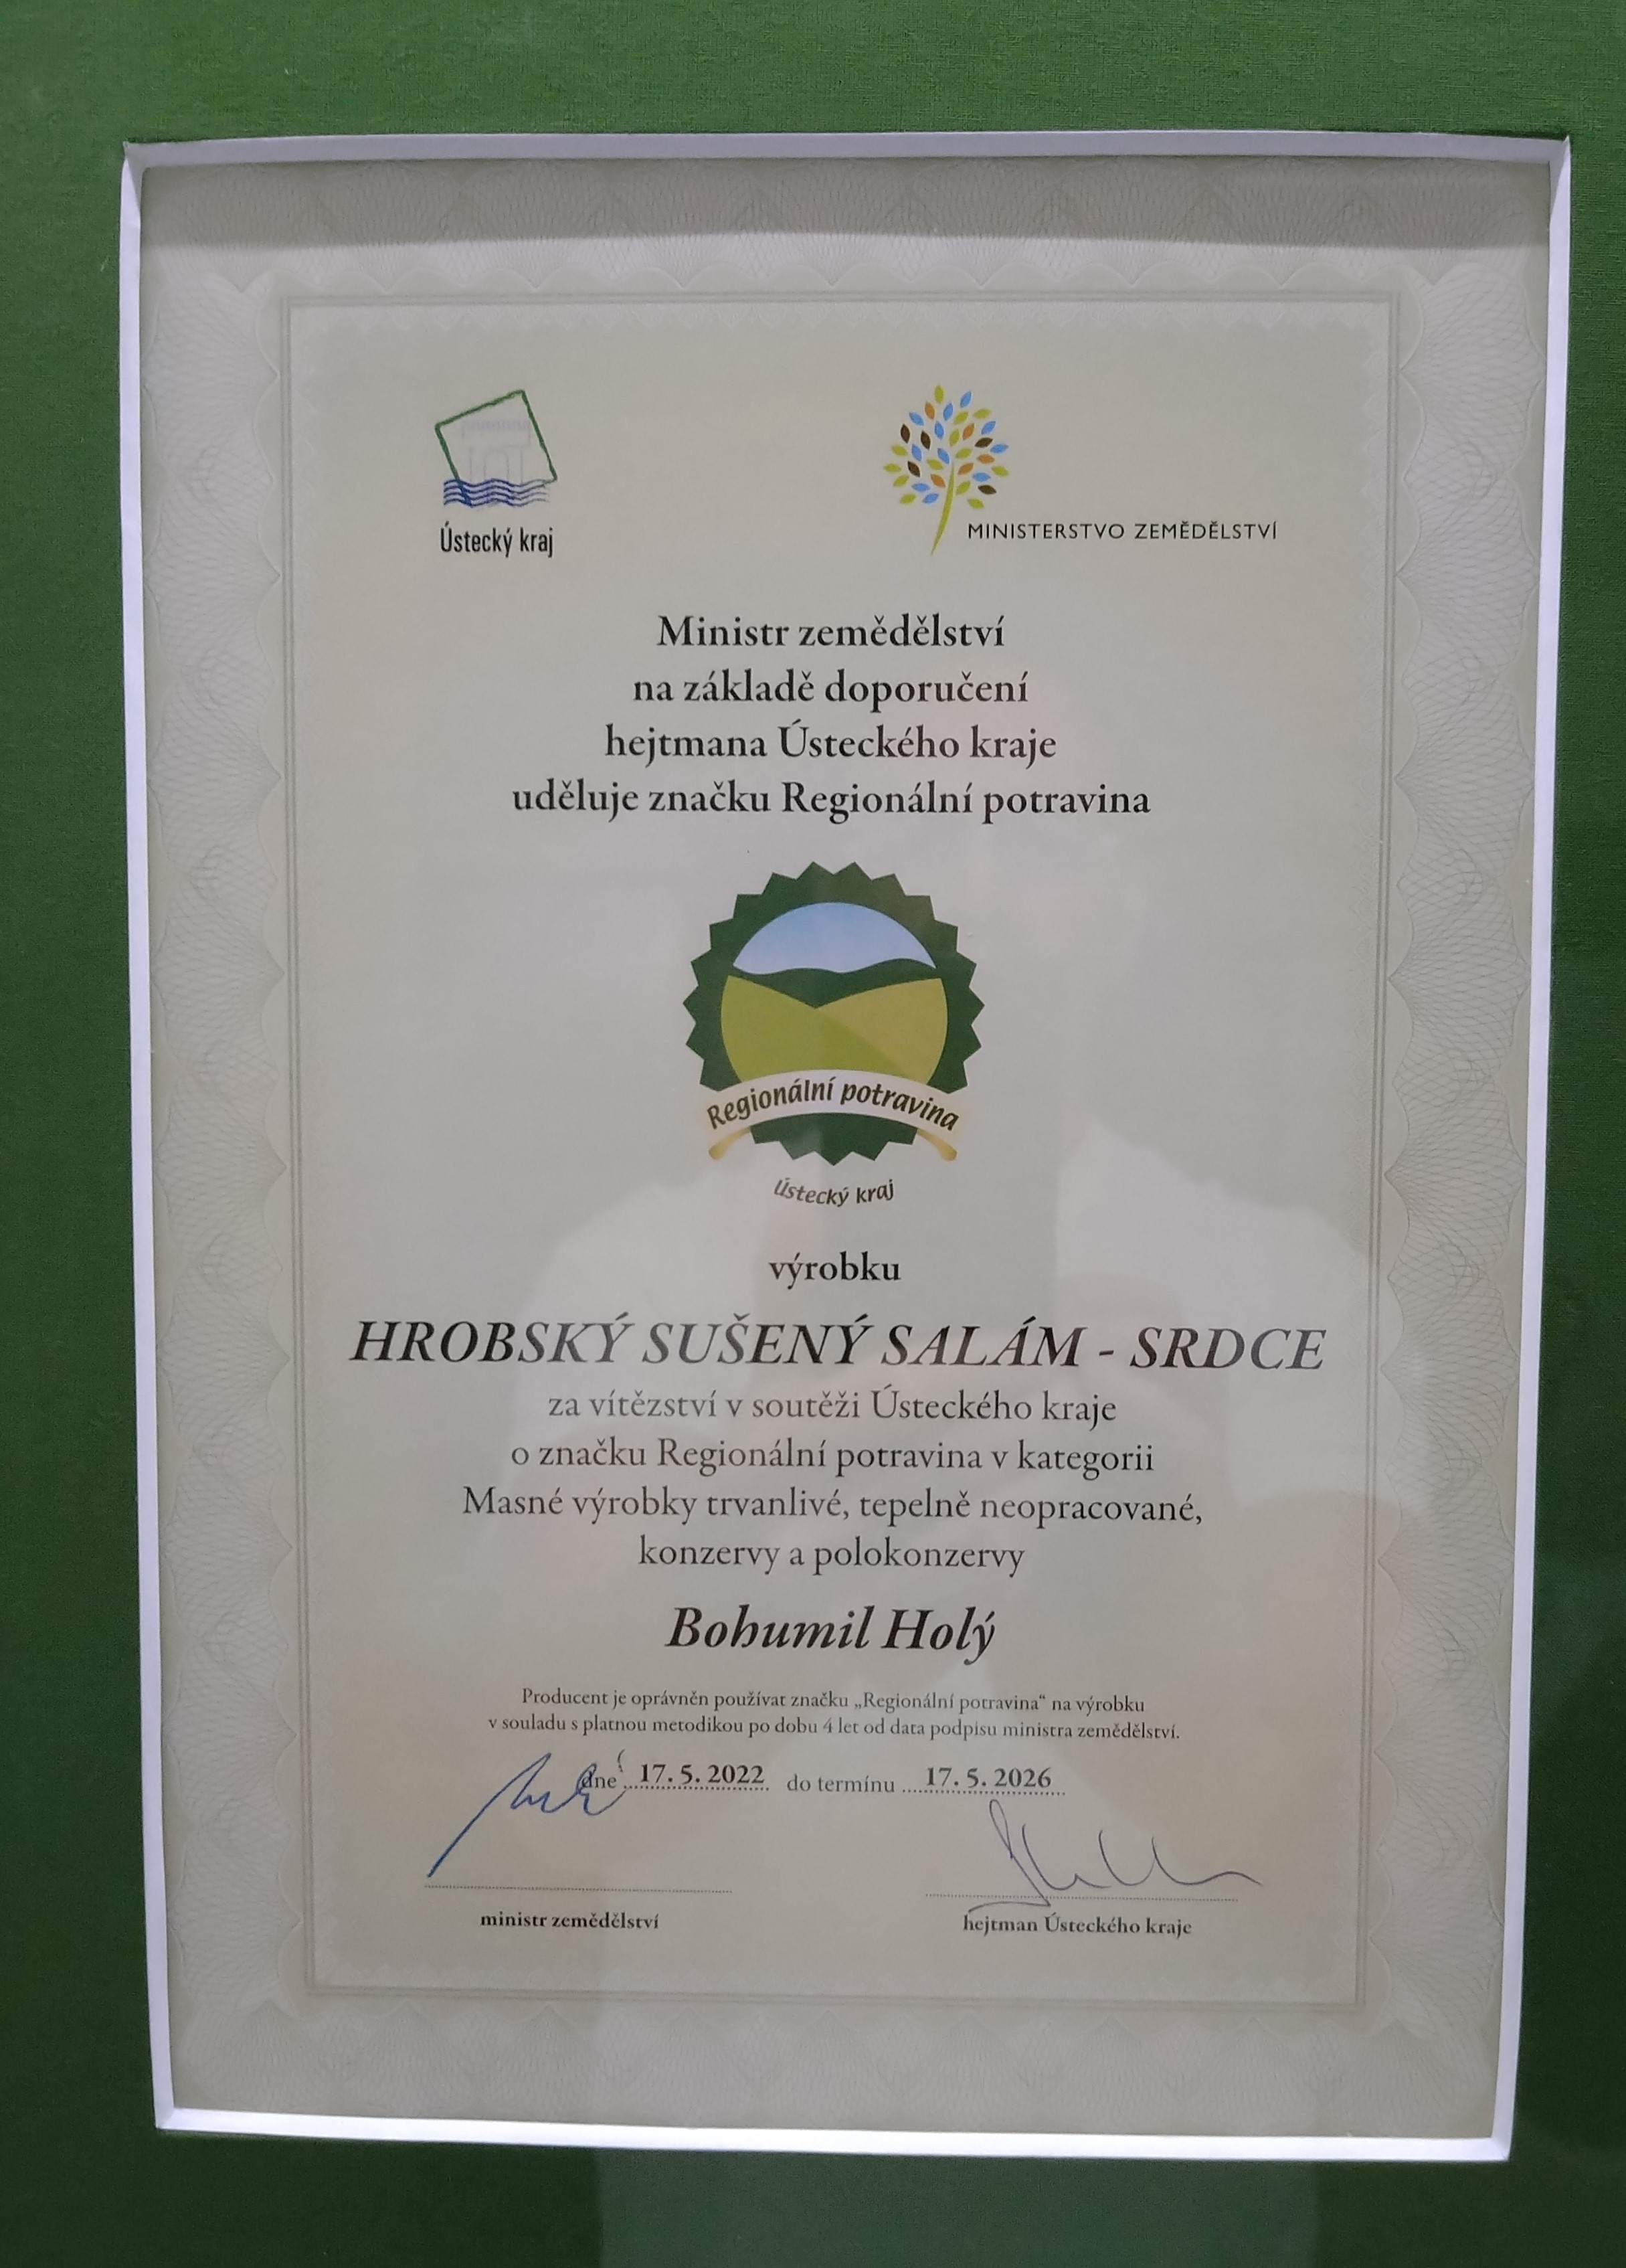 Ústecký kraj
MINISTERSTVO ZEMĚDĚLSTVÍ
Ministr zemědělství
na základě doporučení
hejtmana Ústeckého kraje
uděluje značku Regionální potravina
Regionální potravina
Ústecký kraj
výrobku
HROBSKÝ SUŠENÝ SALÁM - SRDCE
za vítězství v soutěži Ústeckého kraje
o značku Regionální potravina v kategorii
Masné výrobky trvanlivé, tepelně neopracované,
konzervy a polokonzervy
Bohumil Holý
Producent je oprávněn používat značku „Regionální potravina“ na výrobku
v souladu s platnou metodikou po dobu 4 let od data podpisu ministra zemědělství.
dne 17. 5. 2022 do termínu 17. 5. 2026
ministr zemědělství
hejtman Ústeckého kraje